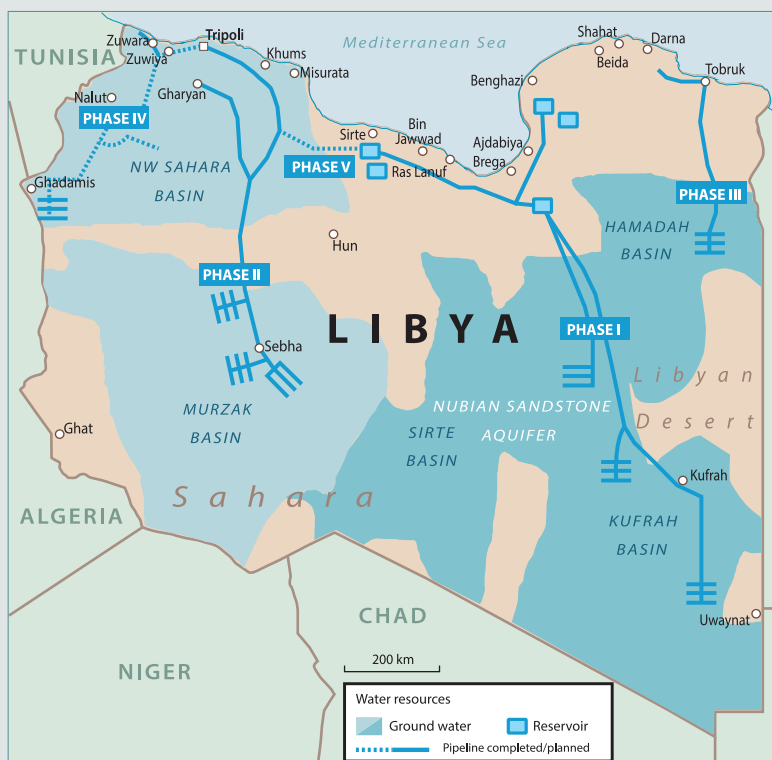 TUNISIA
Zuwara
Zuwiya
Tripoli
Mediterranean Sea
Shahat
Darna
Beida
Khums
Misurata
Benghazi
Tobruk
Nalut
Gharyan
PHASE IV
Sirte
Bin
Jawwad
Ajdabiya
Brega
PHASE V
Ras Lanuf
NW SAHARA
BASIN
Ghadamis
PHASE III
HAMADAH
BASIN
Hun
PHASE II
LIBYA
PHASE I
Sebha
Libyan
Desert
MURZAK
BASIN
NUBIAN SANDSTONE
AQUIFER
SIRTE
BASIN
Ghat
Sahara
Kufrah
ALGERIA
KUFRAH
BASIN
Uwaynat
CHAD
NIGER
200 km
Water resources
Ground water
Reservoir
Pipeline completed/planned